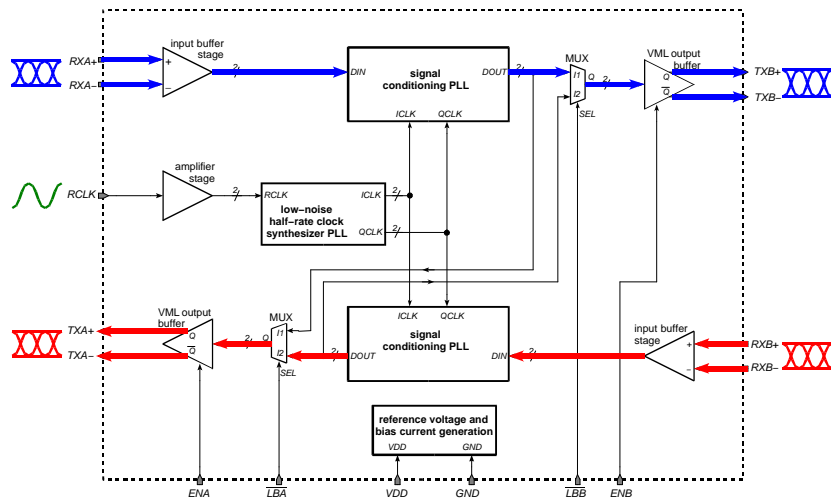 RXA+
RXA−
input buffer
stage
+
−
2
DIN
signal
conditioning PLL
DOUT
ICLK
QCLK
2
MUX
I1
I2
Q
SEL
2
VML output
buffer
Q
Q̅
TXB+
TXB−
RCLK
amplifier
stage
2
RCLK
ICLK
low−noise
half−rate clock
synthesizer PLL
QCLK
2
2
TXA+
TXA−
VML output
buffer
Q
Q̅
2
MUX
Q
I1
I2
SEL
ICLK
QCLK
signal
conditioning PLL
DOUT
DIN
2
input buffer
stage
+
−
RXB+
RXB−
reference voltage and
bias current generation
VDD
GND
ENA
L̅B̅A̅
VDD
GND
L̅B̅B̅
ENB